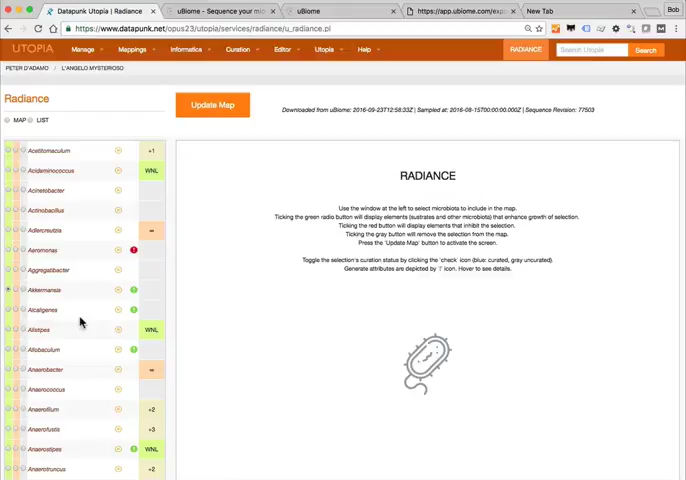 Datapunk Utopia | Radiance
uBiome - Sequence your mi
uBiome
https://app.ubiome.com/exp
New Tab
Bob
https://www.datapunk.net/opus23/utopia/services/radiance/u_radiance.pl
UTOPIA
Manage
Mappings
Informatics
Curation
Editor
Utopia
Help
RADIANCE
Search Utopia
Search
PETER D'ADAMO / L'ANGELO MYSTERIOSO
Radiance
MAP
LIST
Update Map
Downloaded from uBiome: 2016-09-23T12:58:33Z | Sampled at: 2016-08-15T00:00:00.000Z | Sequence Revision: 77503
Acetitomaculum +1
Acidaminococcus WNL
Acinetobacter
Actinobacillus
Adlercreutzia
Aeromonas
Aggregatibacter
Akkermansia
Alcaligenes
Alistipes WNL
Allobaculum
Anaerobacter
Anaerococcus
Anaerofilum +2
Anaerofustis +3
Anaerostipes WNL
Anaerotruncus +2
RADIANCE
Use the window at the left to select microbiota to include in the map.
Ticking the green radio button will display elements (sustrates and other microbiota) that enhance growth of selection.
Ticking the red button will display elements that inhibit the selection.
Ticking the gray button will remove the selection from the map.
Press the 'Update Map' button to activate the screen.
Toggle the selection's curation status by clicking the 'check' icon (blue: curated, gray uncurated).
Generate attributes are depicted by 'i' icon. Hover to see details.